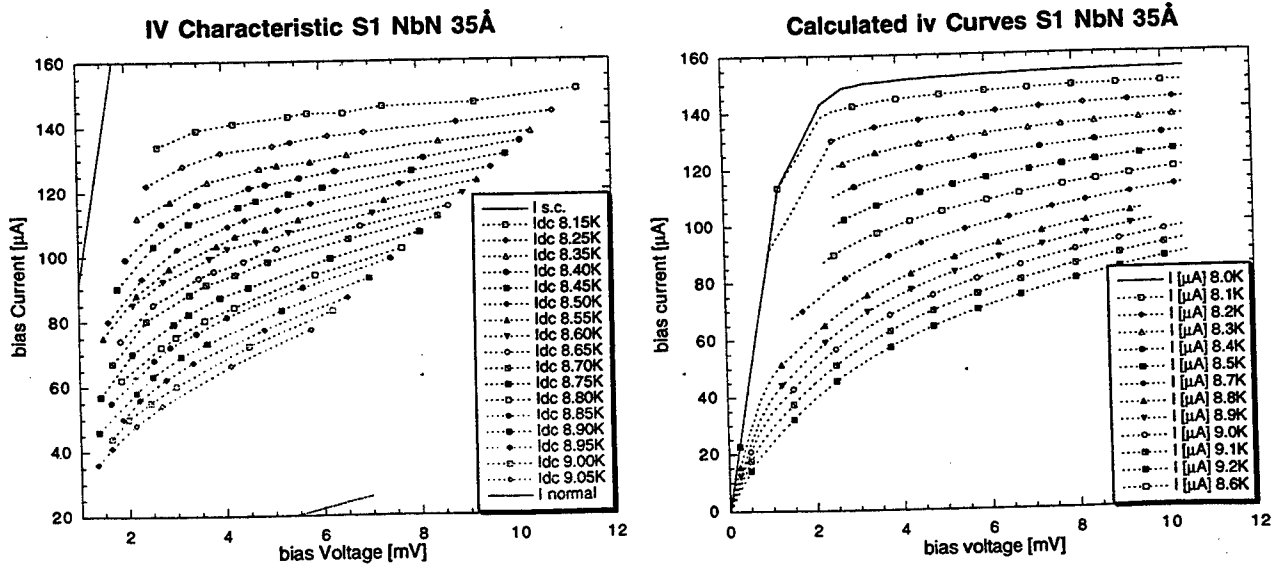 IV Characteristic S1 NbN 35Å
160
140
120
100
80
60
40
20
bias Current [µA]
2
4
6
8
10
12
bias Voltage [mV]
I s.c.
Idc 8.15K
Idc 8.25K
Idc 8.35K
Idc 8.40K
Idc 8.45K
Idc 8.50K
Idc 8.55K
Idc 8.60K
Idc 8.65K
Idc 8.70K
Idc 8.75K
Idc 8.80K
Idc 8.85K
Idc 8.90K
Idc 8.95K
Idc 9.00K
Idc 9.05K
I normal
Calculated iv Curves S1 NbN 35Å
160
140
120
100
80
60
40
20
0
bias current [µA]
0
2
4
6
8
10
12
bias voltage [mV]
I [µA] 8.0K
I [µA] 8.1K
I [µA] 8.2K
I [µA] 8.3K
I [µA] 8.4K
I [µA] 8.5K
I [µA] 8.7K
I [µA] 8.8K
I [µA] 8.9K
I [µA] 9.0K
I [µA] 9.1K
I [µA] 9.2K
I [µA] 8.6K